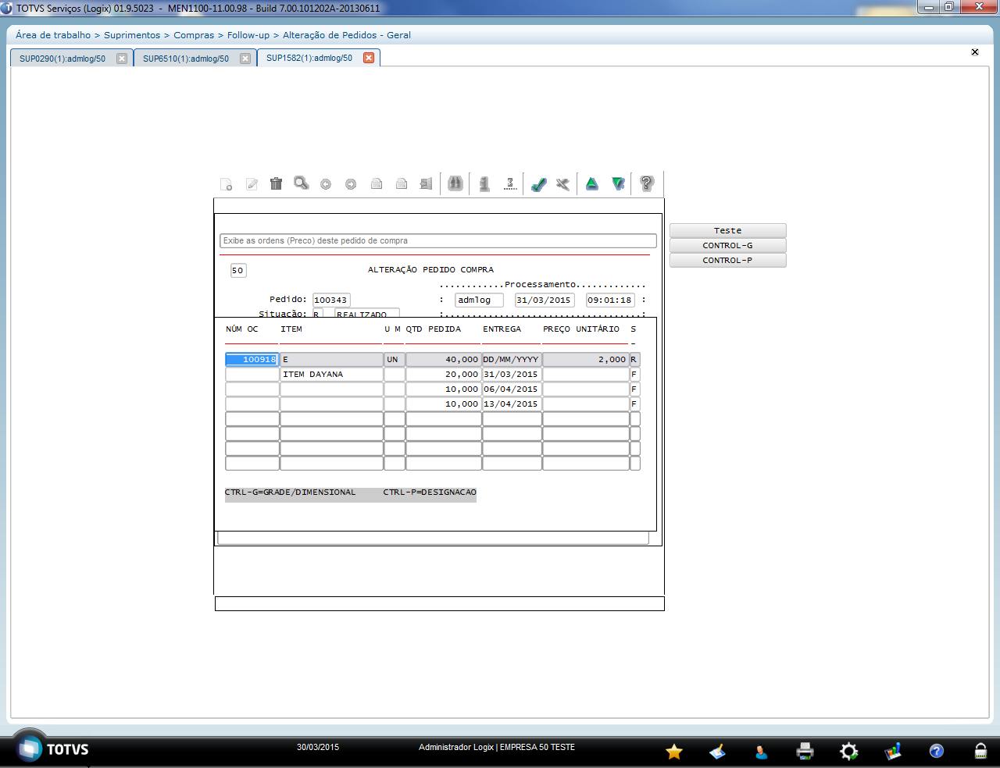 TOTVS Serviços (Logix) 01.9.5023 - MEN1100-11.00.98 - Build 7.00.101202A-20130611
Área de trabalho > Suprimentos > Compras > Follow-up > Alteração de Pedidos - Geral
SUP0290(1):admlog/50 SUP6510(1):admlog/50 SUP1582(1):admlog/50
Exibe as ordens (Preco) deste pedido de compra
Teste
CONTROL-G
CONTROL-P
50 ALTERAÇÃO PEDIDO COMPRA
............Processamento.............
Pedido: 100343 : admlog 31/03/2015 09:01:18 :
Situação: R REALIZADO :....................................:
NÚM OC ITEM U M QTD PEDIDA ENTREGA PREÇO UNITÁRIO S
-
100918 E UN 40,000 DD/MM/YYYY 2,000 R
ITEM DAYANA 20,000 31/03/2015 F
10,000 06/04/2015 F
10,000 13/04/2015 F
CTRL-G=GRADE/DIMENSIONAL CTRL-P=DESIGNACAO
TOTVS 30/03/2015 Administrador Logix | EMPRESA 50 TESTE